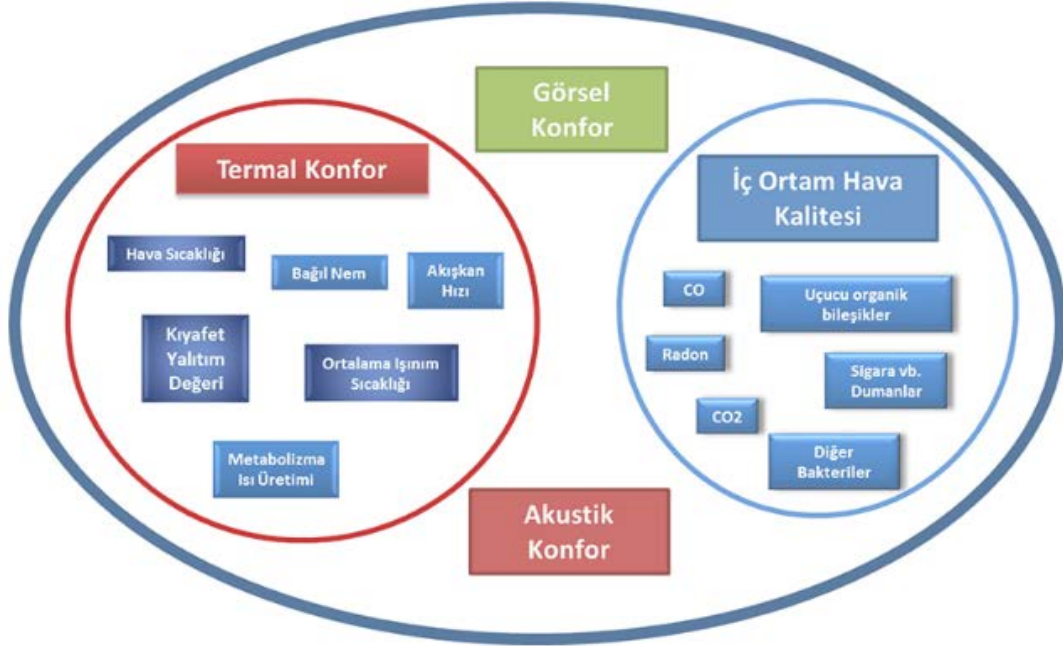 Görsel
Konfor
Termal Konfor
Hava Sıcaklığı
Bağıl Nem
Akışkan
Hızı
Kıyafet
Yalıtım
Değeri
Ortalama Işınım
Sıcaklığı
Metabolizma
Isı Üretimi
İç Ortam Hava
Kalitesi
CO
Uçucu organik
bileşikler
Radon
Sigara vb.
Dumanlar
CO2
Diğer
Bakteriler
Akustik
Konfor